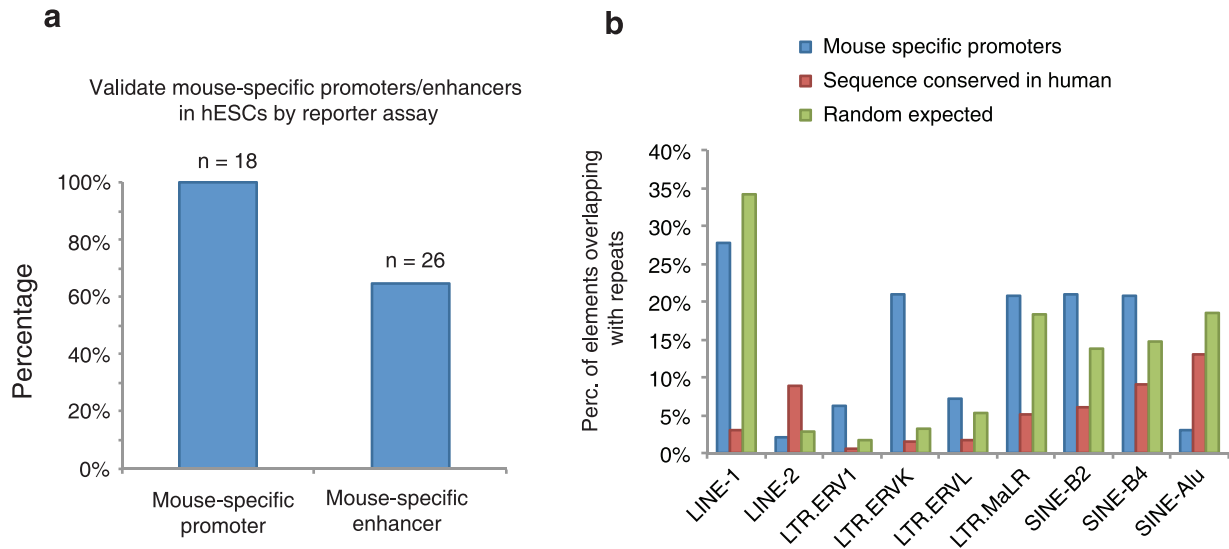 a
Validate mouse-specific promoters/enhancers
in hESCs by reporter assay
n = 18
n = 26
Percentage
100%
80%
60%
40%
20%
0%
Mouse-specific
promoter
Mouse-specific
enhancer
b
Mouse specific promoters
Sequence conserved in human
Random expected
Perc. of elements overlapping
with repeats
40%
35%
30%
25%
20%
15%
10%
5%
0%
LINE-1
LINE-2
LTR.ERV1
LTR.ERVK
LTR.ERVL
LTR.MaLR
SINE-B2
SINE-B4
SINE-Alu